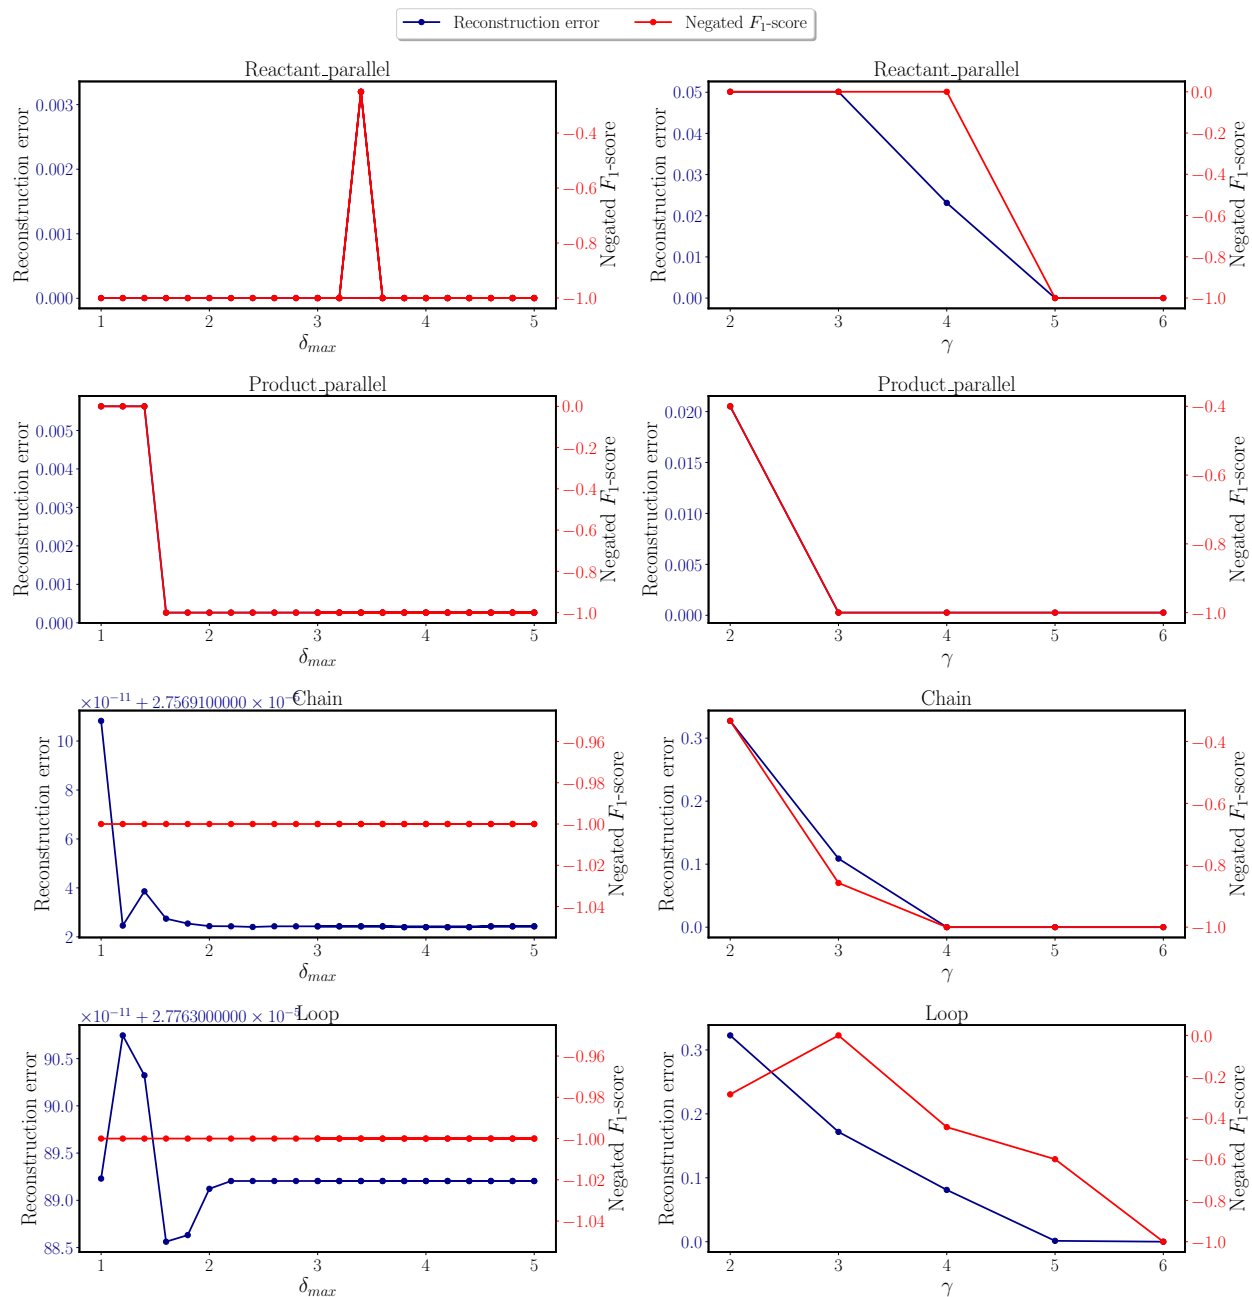 Reconstruction error Negated F1-score
Reactant_parallel
Reconstruction error
0.003
0.002
0.001
0.000
−0.4
−0.6
−0.8
−1.0
Negated F1-score
1 2 3 4 5
δmax
Reactant_parallel
Reconstruction error
0.05
0.04
0.03
0.02
0.01
0.00
0.0
−0.2
−0.4
−0.6
−0.8
−1.0
Negated F1-score
2 3 4 5 6
γ
Product_parallel
Reconstruction error
0.005
0.004
0.003
0.002
0.001
0.000
0.0
−0.2
−0.4
−0.6
−0.8
−1.0
Negated F1-score
1 2 3 4 5
δmax
Product_parallel
Reconstruction error
0.020
0.015
0.010
0.005
0.000
−0.4
−0.6
−0.8
−1.0
Negated F1-score
2 3 4 5 6
γ
×10−11 + 2.7569100000 × 10
Chain
Reconstruction error
10
8
6
4
2
−0.96
−0.98
−1.00
−1.02
−1.04
Negated F1-score
1 2 3 4 5
δmax
Chain
Reconstruction error
0.3
0.2
0.1
0.0
−0.4
−0.6
−0.8
−1.0
Negated F1-score
2 3 4 5 6
γ
×10−11 + 2.7763000000 × 10
Loop
Reconstruction error
90.5
90.0
89.5
89.0
88.5
−0.96
−0.98
−1.00
−1.02
−1.04
Negated F1-score
1 2 3 4 5
δmax
Loop
Reconstruction error
0.3
0.2
0.1
0.0
0.0
−0.2
−0.4
−0.6
−0.8
−1.0
Negated F1-score
2 3 4 5 6
γ